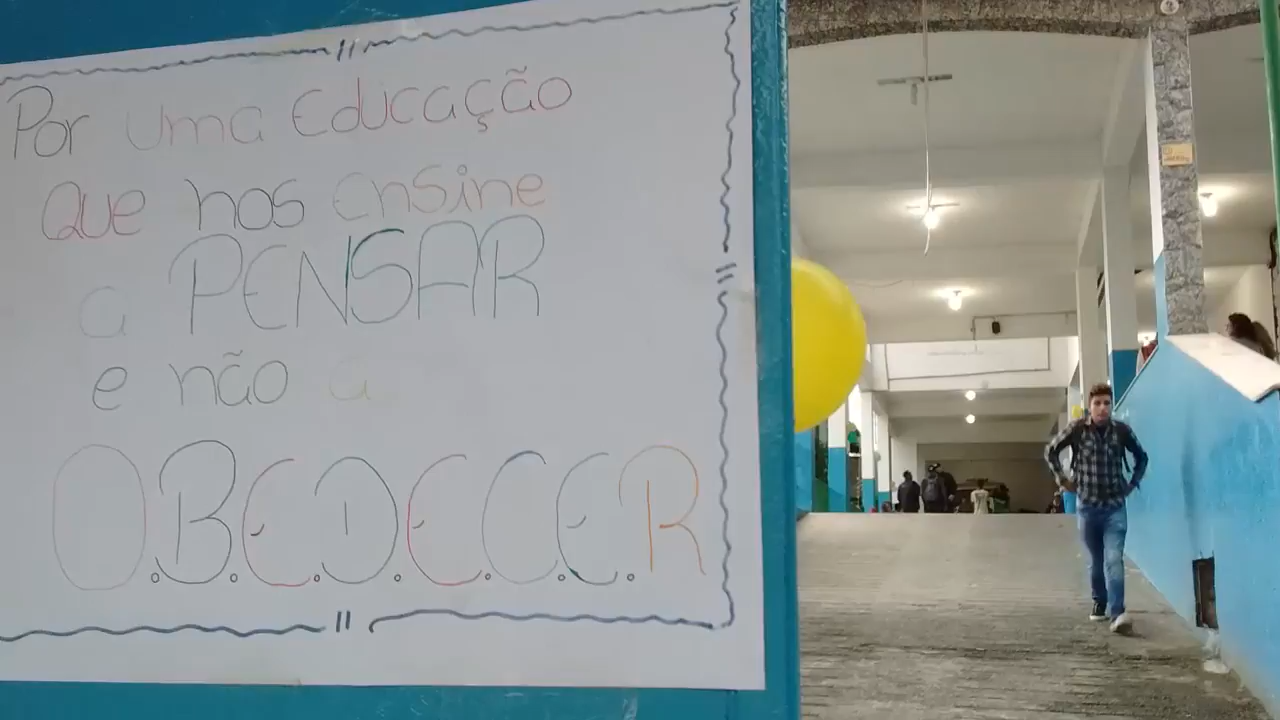 Por uma Educação
Que nos ensine
a PENSAR
e não a
O.B.E.D.E.C.E.R